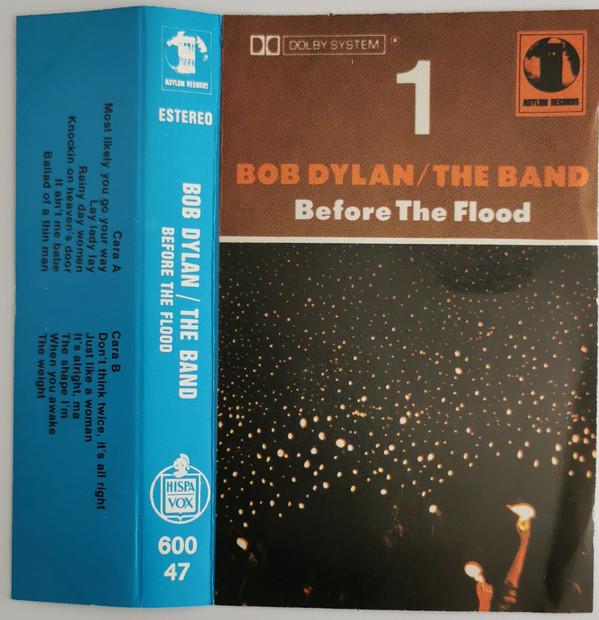 Cara A
Most likely you go your way
Lay lady lay
Rainy day women
Knockin on heaven's door
It ain't me babe
Ballad of a thin man
Cara B
Don't think twice, it's all right
Just like a woman
It's alright, ma
The shape I'm
When you awake
The weight
ASYLUM RECORDS
ESTEREO
BOB DYLAN / THE BAND
BEFORE THE FLOOD
HISPA
VOX
600
47
DOLBY SYSTEM
1
ASYLUM RECORDS
BOB DYLAN/THE BAND
Before The Flood